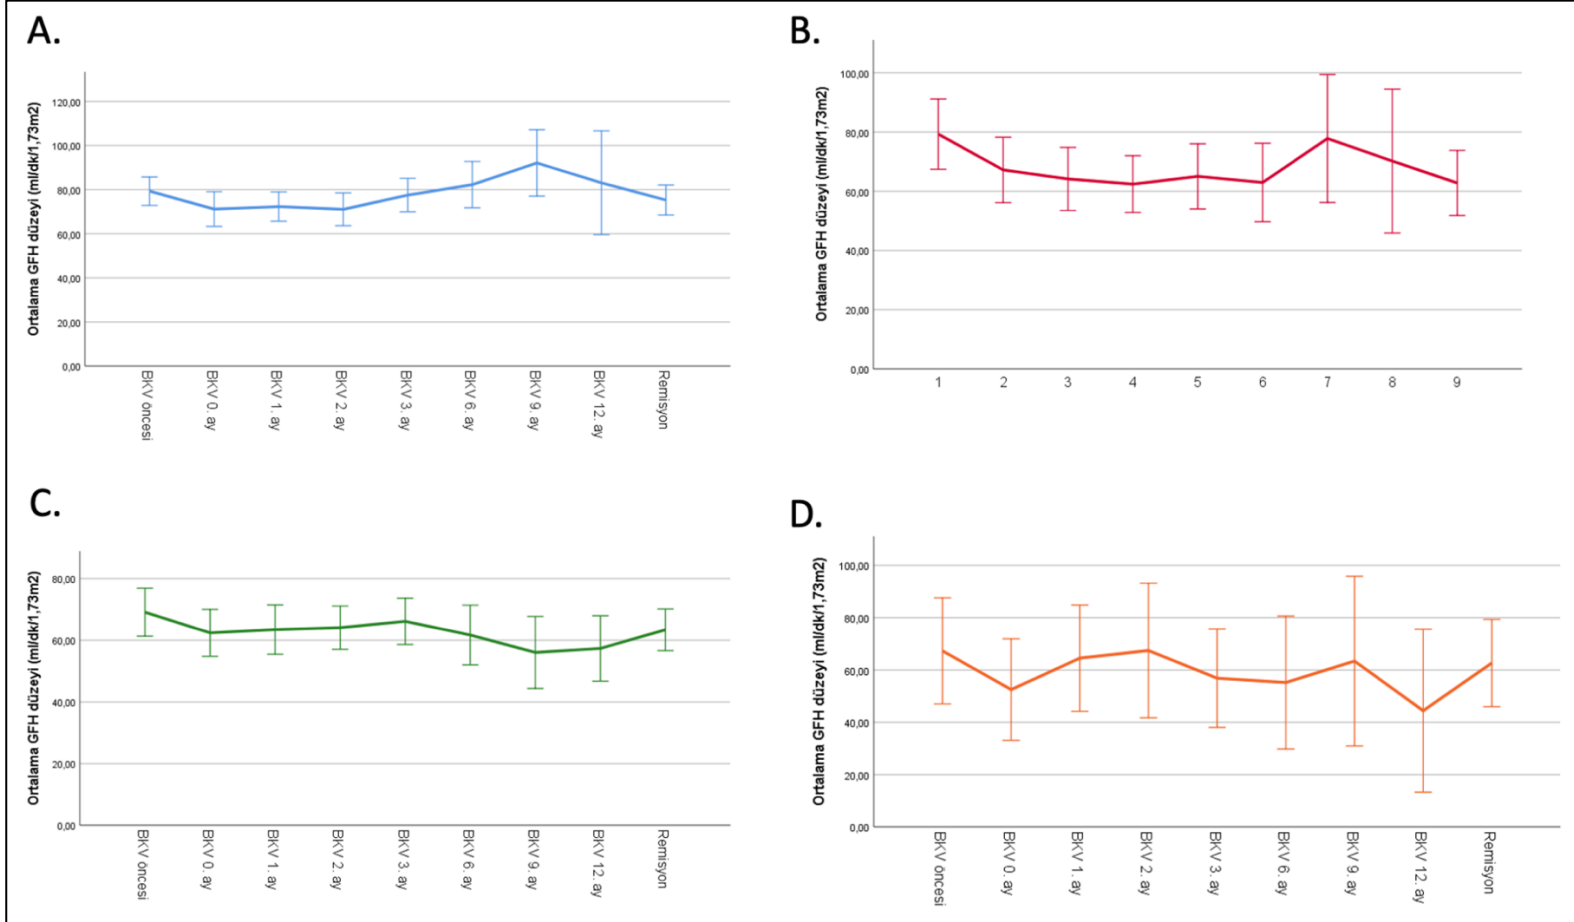 A.
Ortalama GFH düzeyi (ml/dk/1,73m2)
120,00
100,00
80,00
60,00
40,00
20,00
0,00
BKV öncesi
BKV 0. ay
BKV 1. ay
BKV 2. ay
BKV 3. ay
BKV 6. ay
BKV 9. ay
BKV 12. ay
Remisyon
B.
Ortalama GFH düzeyi (ml/dk/1,73m2)
100,00
80,00
60,00
40,00
20,00
0,00
1 2 3 4 5 6 7 8 9
C.
Ortalama GFH düzeyi (ml/dk/1,73m2)
80,00
60,00
40,00
20,00
0,00
BKV öncesi
BKV 0. ay
BKV 1. ay
BKV 2. ay
BKV 3. ay
BKV 6. ay
BKV 9. ay
BKV 12. ay
Remisyon
D.
Ortalama GFH düzeyi (ml/dk/1,73m2)
100,00
80,00
60,00
40,00
20,00
0,00
BKV öncesi
BKV 0. ay
BKV 1. ay
BKV 2. ay
BKV 3. ay
BKV 6. ay
BKV 9. ay
BKV 12. ay
Remisyon